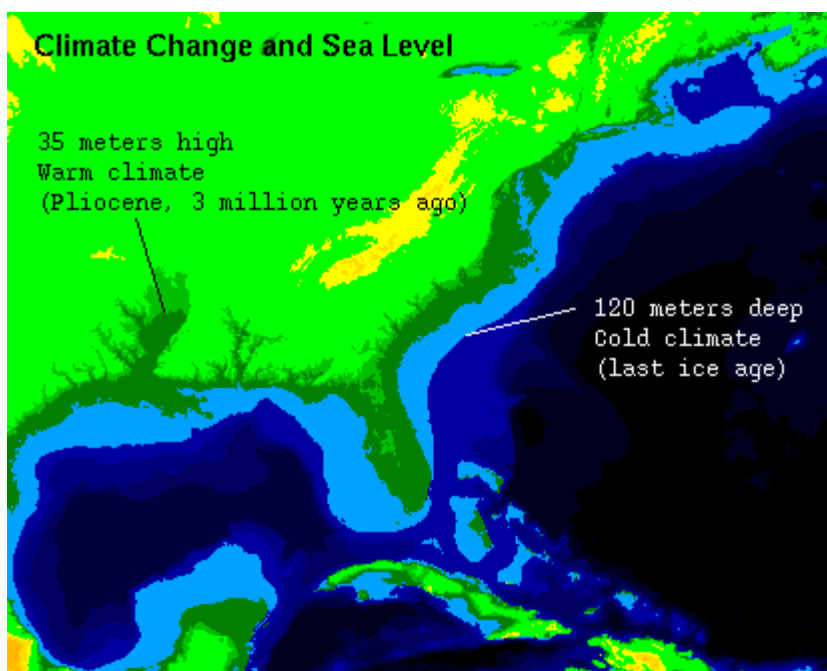 Climate Change and Sea Level
35 meters high
Warm climate
(Pliocene, 3 million years ago)
120 meters deep
Cold climate
(last ice age)